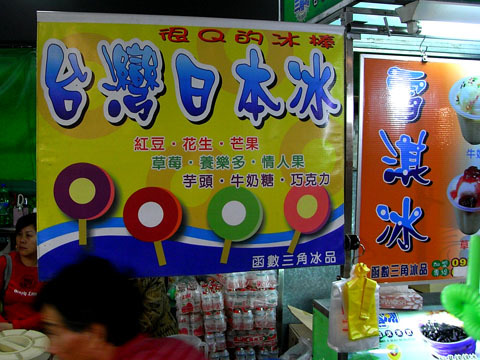 很Q的冰棒
台灣日本冰
紅豆·花生·芒果
草莓·養樂多·情人果
芋頭·牛奶糖·巧克力
函數三角冰品
雪淇冰
函數三角冰品